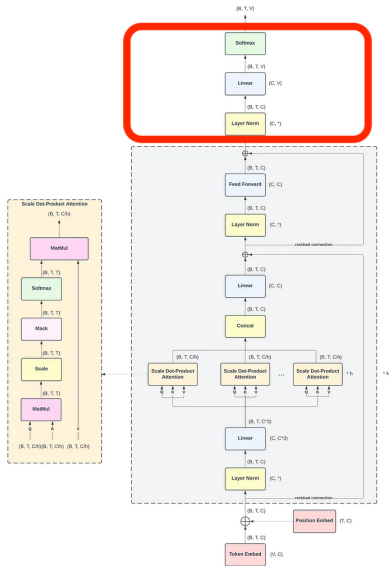 (B, T, V)
Softmax
(B, T, V)
Linear (C, V)
(B, T, C)
Layer Norm (C, *)
(B, T, C)
Feed Forward (C, C)
(B, T, C)
Layer Norm (C, *)
residual connection
(B, T, C)
Linear (C, C)
(B, T, C)
Concat
(B, T, C/h) (B, T, C/h) (B, T, C/h)
Scale Dot-Product Attention
Scale Dot-Product Attention
...
Scale Dot-Product Attention
* h
Q K V
Q K V
Q K V
(B, T, C*3)
Linear (C, C*3)
(B, T, C)
Layer Norm (C, *)
residual connection
(B, T, C)
Position Embed (T, C)
(B, T, C)
Token Embed (V, C)
Scale Dot-Product Attention
(B, T, C/h)
MatMul
(B, T, T)
Softmax
(B, T, T)
Mask
(B, T, T)
Scale
(B, T, T)
MatMul
Q K V
(B, T, C/h)(B, T, C/h) (B, T, C/h)